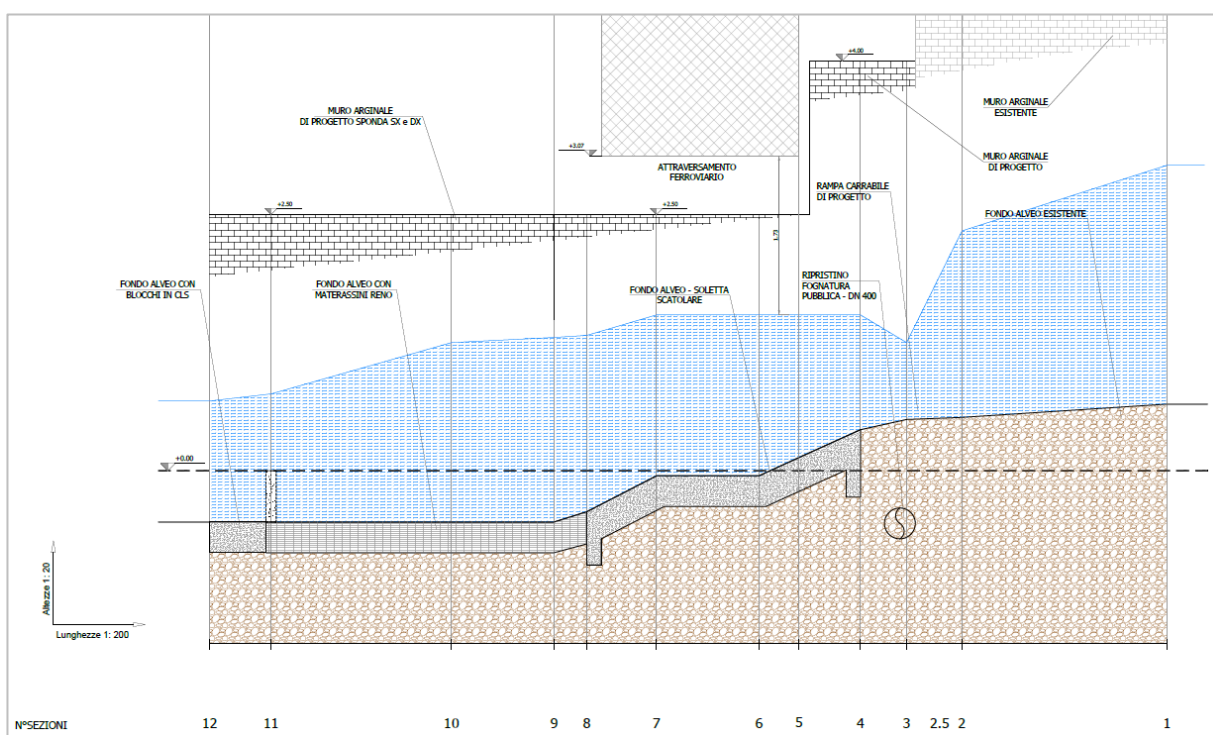 +4.00
MURO ARGINALE
ESISTENTE
MURO ARGINALE
DI PROGETTO SPONDA SX e DX
+3.07
ATTRAVERSAMENTO
FERROVIARIO
MURO ARGINALE
DI PROGETTO
RAMPA CARRABILE
DI PROGETTO
+2.50
+2.50
FONDO ALVEO ESISTENTE
1.73
FONDO ALVEO CON
BLOCCHI IN CLS
FONDO ALVEO CON
MATERASSINI RENO
FONDO ALVEO - SOLETTA
SCATOLARE
RIPRISTINO
FOGNATURA
PUBBLICA - DN 400
+0.00
Altezze 1: 20
Lunghezze 1: 200
N°SEZIONI 12 11 10 9 8 7 6 5 4 3 2.5 2 1